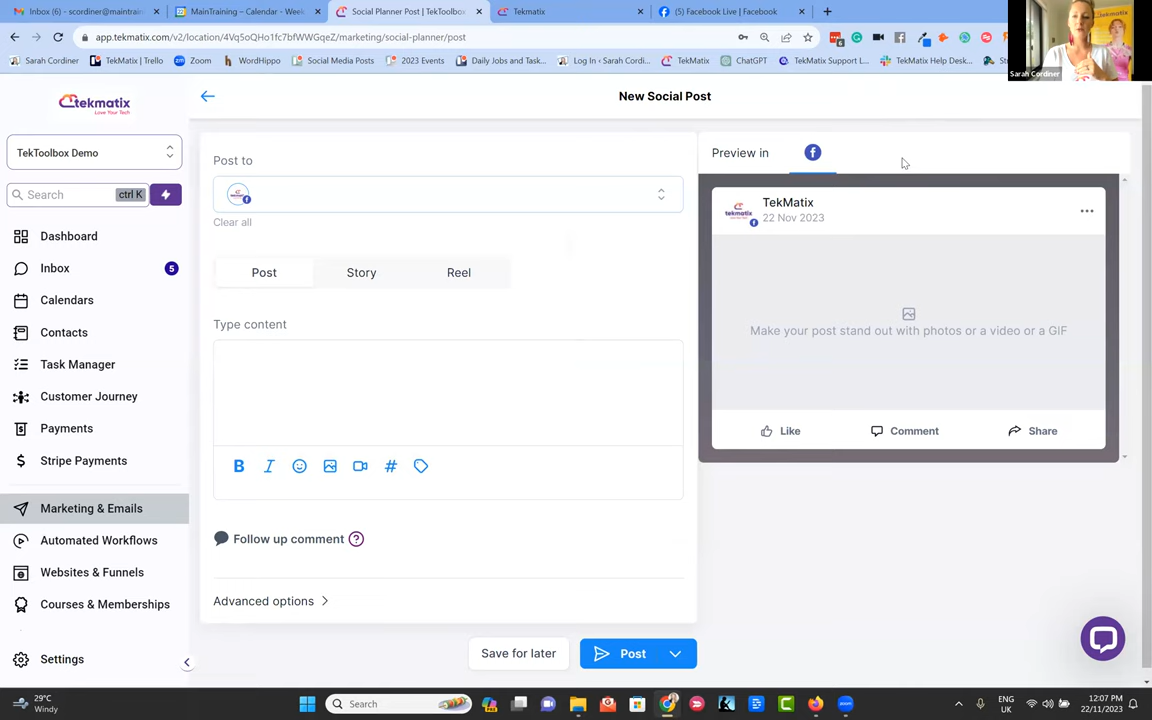 Inbox (6) - scordiner@maintrain
MainTraining – Calendar - Week
Social Planner Post | TekToolbox
Tekmatix
(5) Facebook Live | Facebook
app.tekmatix.com/v2/location/4Vq5oQHo1fc7bfWWGqeZ/marketing/social-planner/post
Sarah Cordiner
TekMatix | Trello
Zoom
WordHippo
Social Media Posts
2023 Events
Daily Jobs and Task...
Log In ‹ Sarah Cordi...
TekMatix
ChatGPT
TekMatix Support L...
TekMatix Help Desk...
Sarah Cordiner
tekmatix
Love Your Tech
TekToolbox Demo
Search
ctrl K
Dashboard
Inbox
5
Calendars
Contacts
Task Manager
Customer Journey
Payments
Stripe Payments
Marketing & Emails
Automated Workflows
Websites & Funnels
Courses & Memberships
Settings
New Social Post
Post to
Clear all
Post
Story
Reel
Type content
B
I
#
Follow up comment ?
Advanced options
Save for later
Post
Preview in
TekMatix
22 Nov 2023
tekmatix
Make your post stand out with photos or a video or a GIF
Like
Comment
Share
29°C
Windy
Search
ENG
UK
12:07 PM
22/11/2023